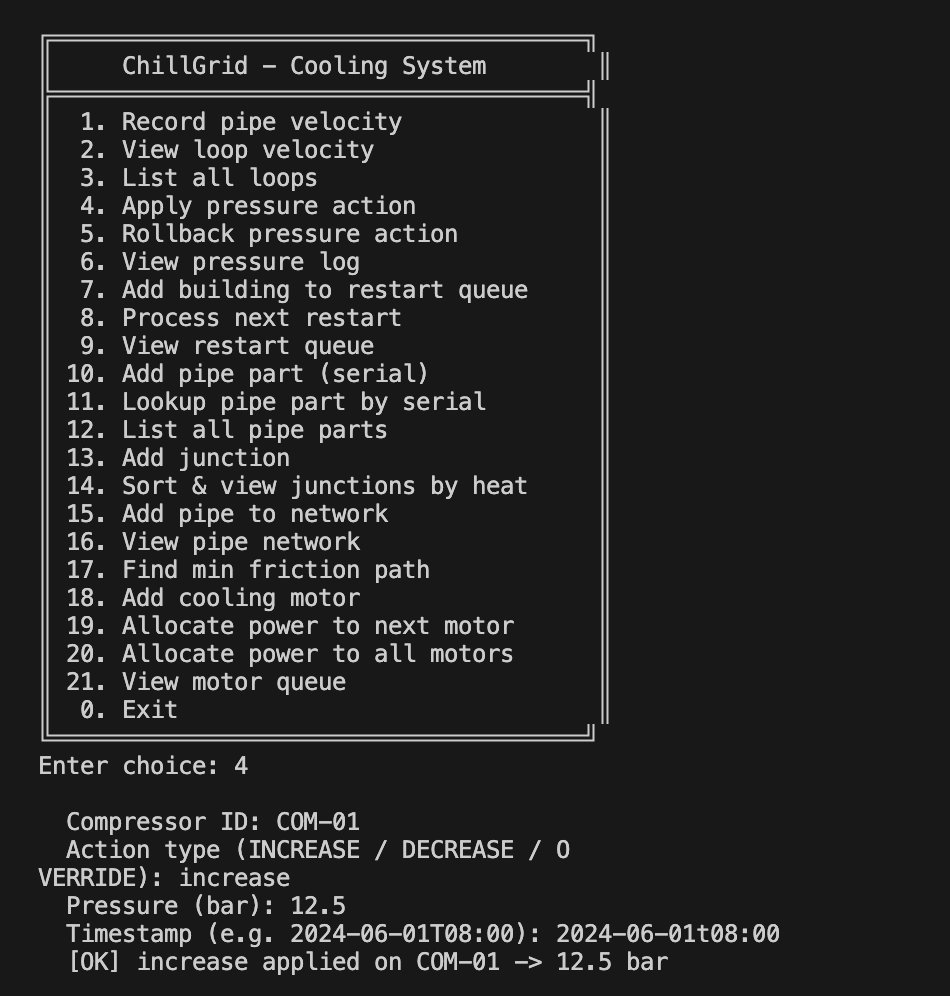 ChillGrid – Cooling System
1. Record pipe velocity
2. View loop velocity
3. List all loops
4. Apply pressure action
5. Rollback pressure action
6. View pressure log
7. Add building to restart queue
8. Process next restart
9. View restart queue
10. Add pipe part (serial)
11. Lookup pipe part by serial
12. List all pipe parts
13. Add junction
14. Sort & view junctions by heat
15. Add pipe to network
16. View pipe network
17. Find min friction path
18. Add cooling motor
19. Allocate power to next motor
20. Allocate power to all motors
21. View motor queue
0. Exit
Enter choice: 4
Compressor ID: COM-01
Action type (INCREASE / DECREASE / O
VERRIDE): increase
Pressure (bar): 12.5
Timestamp (e.g. 2024-06-01T08:00): 2024-06-01t08:00
[OK] increase applied on COM-01 -> 12.5 bar